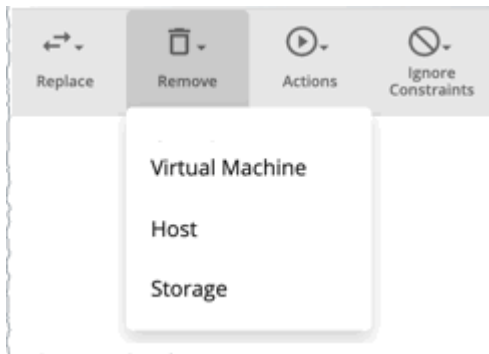 Replace
Remove
Actions
Ignore
Constraints
Virtual Machine
Host
Storage